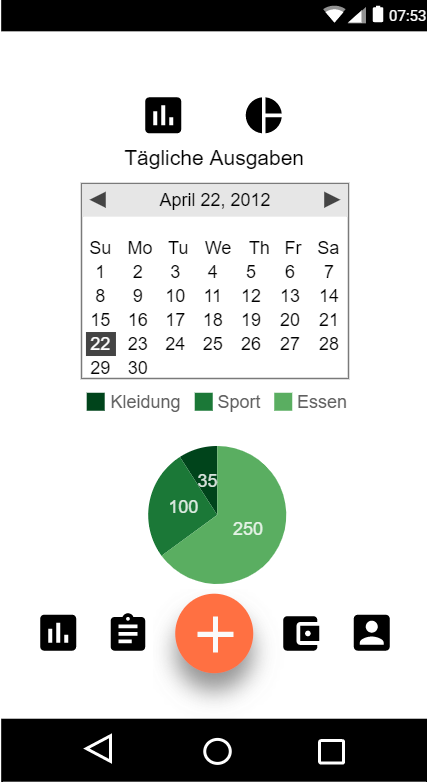 07:53
Tägliche Ausgaben
April 22, 2012
Su Mo Tu We Th Fr Sa
1 2 3 4 5 6 7
8 9 10 11 12 13 14
15 16 17 18 19 20 21
22 23 24 25 26 27 28
29 30
Kleidung Sport Essen
35
100
250